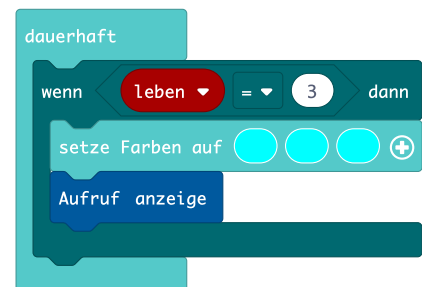 dauerhaft
wenn leben = 3 dann
setze Farben auf
Aufruf anzeige